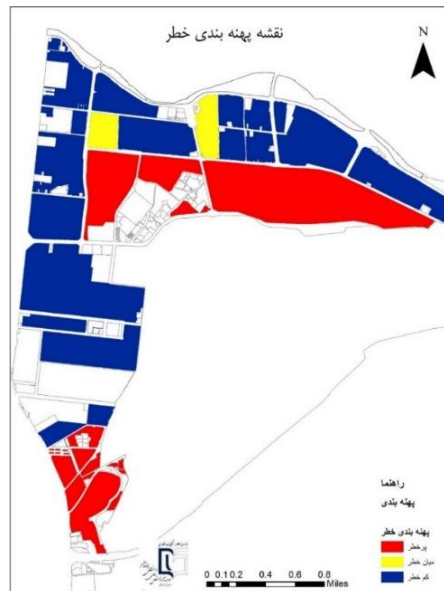 نقشه پهنه بندی خطر
N
راهنما
پهنه بندی
پهنه بندی خطر
پرخطر
میان خطر
کم خطر
0 0.1 0.2 0.4 0.6 0.8
Miles